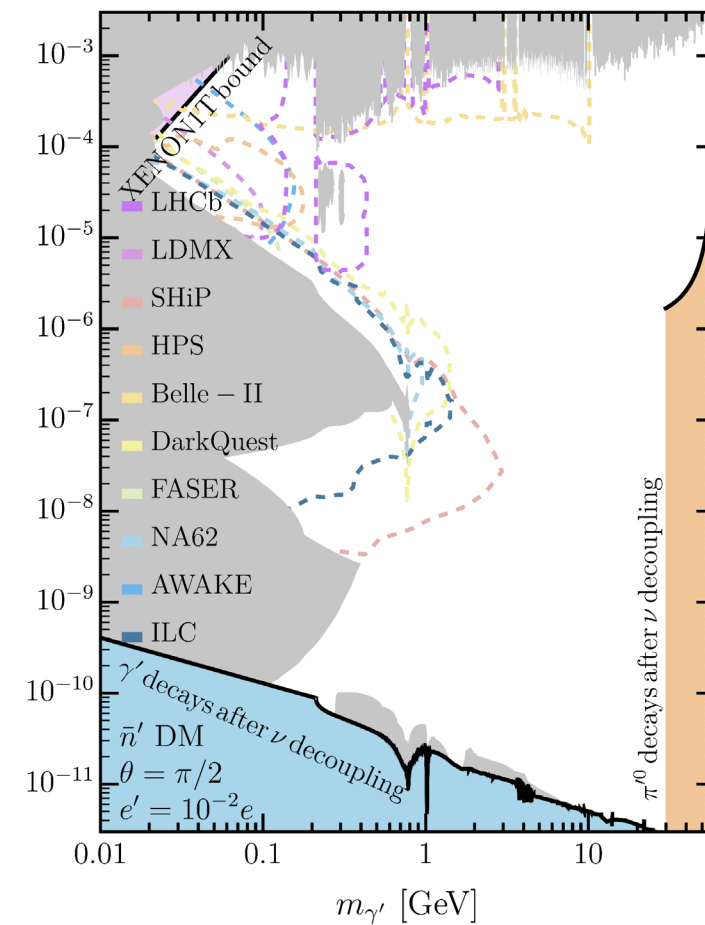 10⁻³
10⁻⁴
10⁻⁵
10⁻⁶
10⁻⁷
10⁻⁸
10⁻⁹
10⁻¹⁰
10⁻¹¹
XENON1T bound
LHCb
LDMX
SHiP
HPS
Belle – II
DarkQuest
FASER
NA62
AWAKE
ILC
γ′ decays after ν decoupling
n̄′ DM
θ = π/2
e′ = 10⁻²e
π′⁰ decays after ν decoupling
0.01 0.1 1 10
m_γ′ [GeV]